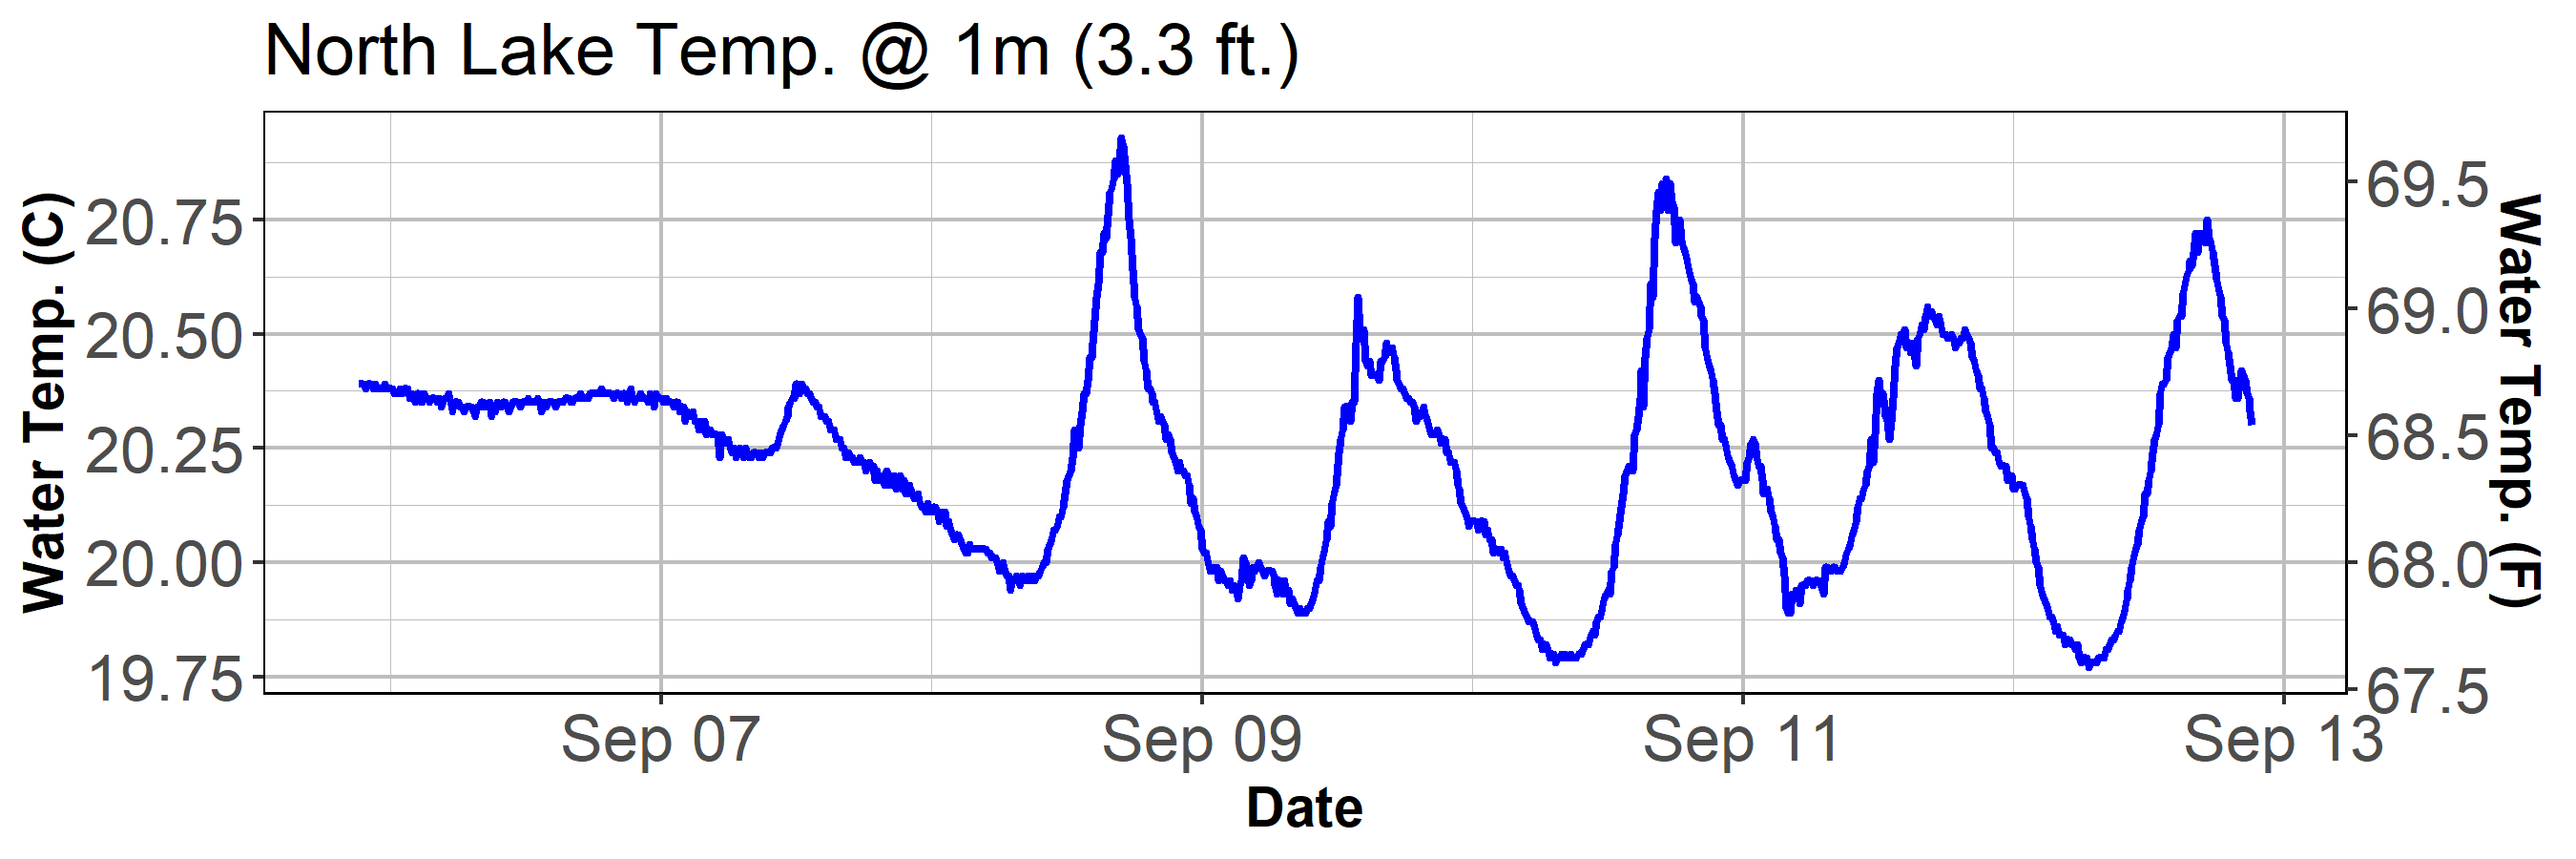 North Lake Temp. @ 1m (3.3 ft.)
Water Temp. (C)
20.75
20.50
20.25
20.00
19.75
69.5
69.0
68.5
68.0
67.5
Water Temp. (F)
Sep 07 Sep 09 Sep 11 Sep 13
Date